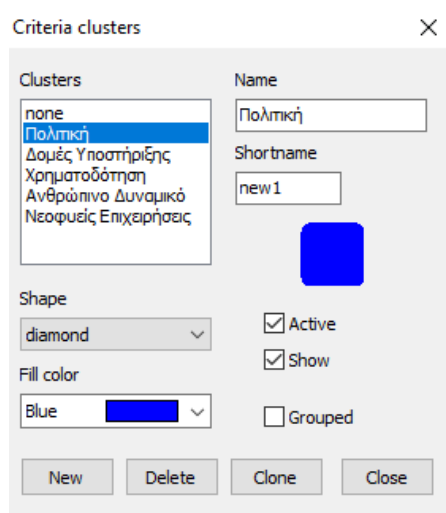 Criteria clusters
Clusters
none
Πολιτική
Δομές Υποστήριξης
Χρηματοδότηση
Ανθρώπινο Δυναμικό
Νεοφυείς Επιχειρήσεις
Name
Πολιτική
Shortname
new1
Shape
diamond
Fill color
Blue
Active
Show
Grouped
New
Delete
Clone
Close